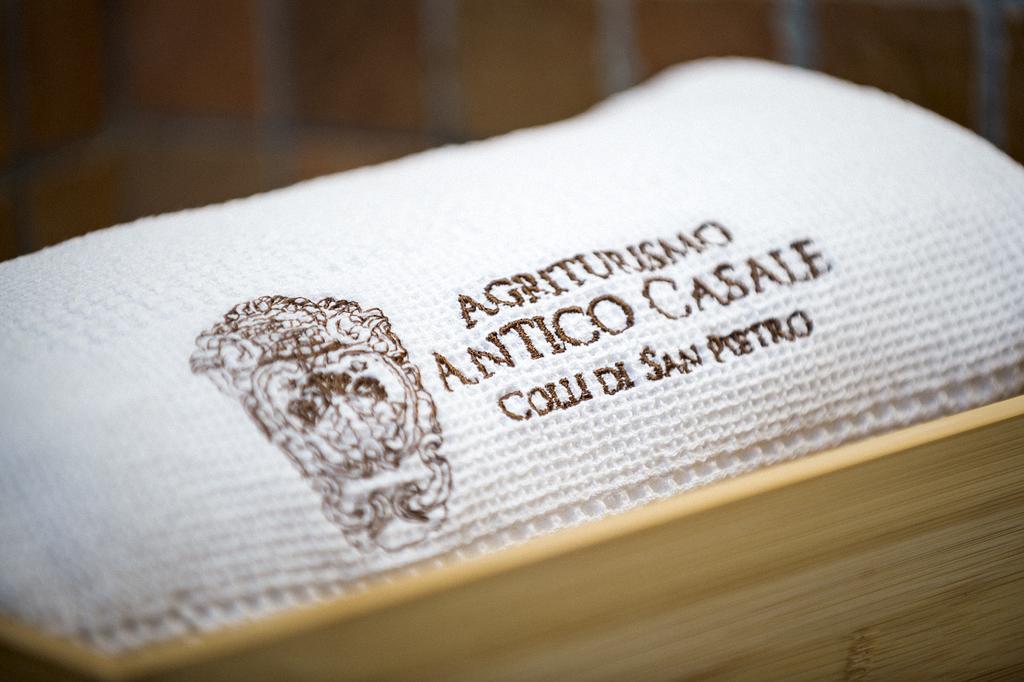 AGRITURISMO
ANTICO CASALE
COLLI DI SAN PIETRO